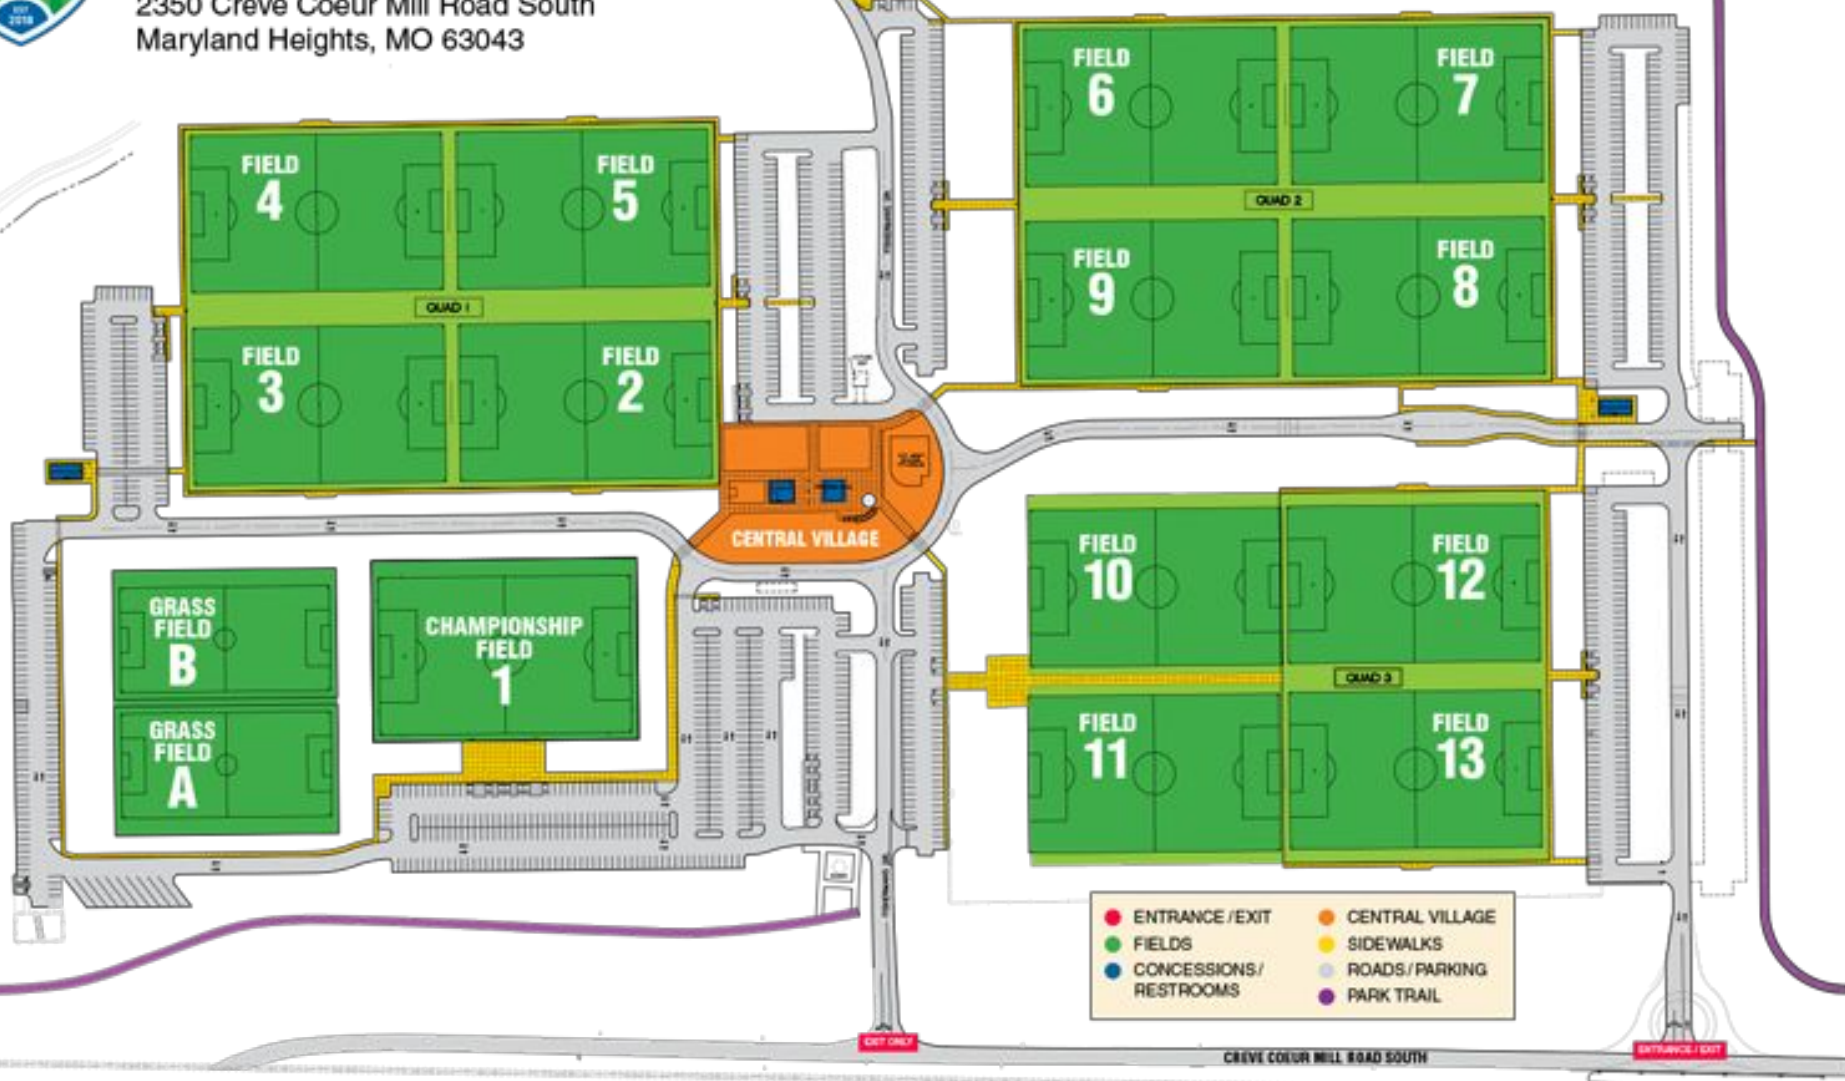 EST
2018
2350 Creve Coeur Mill Road South
Maryland Heights, MO 63043
FIELD
6
FIELD
7
QUAD 2
FIELD
9
FIELD
8
FIELD
4
FIELD
5
QUAD 1
FIELD
3
FIELD
2
CENTRAL VILLAGE
GRASS
FIELD
B
GRASS
FIELD
A
CHAMPIONSHIP
FIELD
1
FIELD
10
FIELD
12
QUAD 3
FIELD
11
FIELD
13
ENTRANCE/EXIT
FIELDS
CONCESSIONS/
RESTROOMS
CENTRAL VILLAGE
SIDEWALKS
ROADS/PARKING
PARK TRAIL
EXIT ONLY
CREVE COEUR MILL ROAD SOUTH
ENTRANCE / EXIT